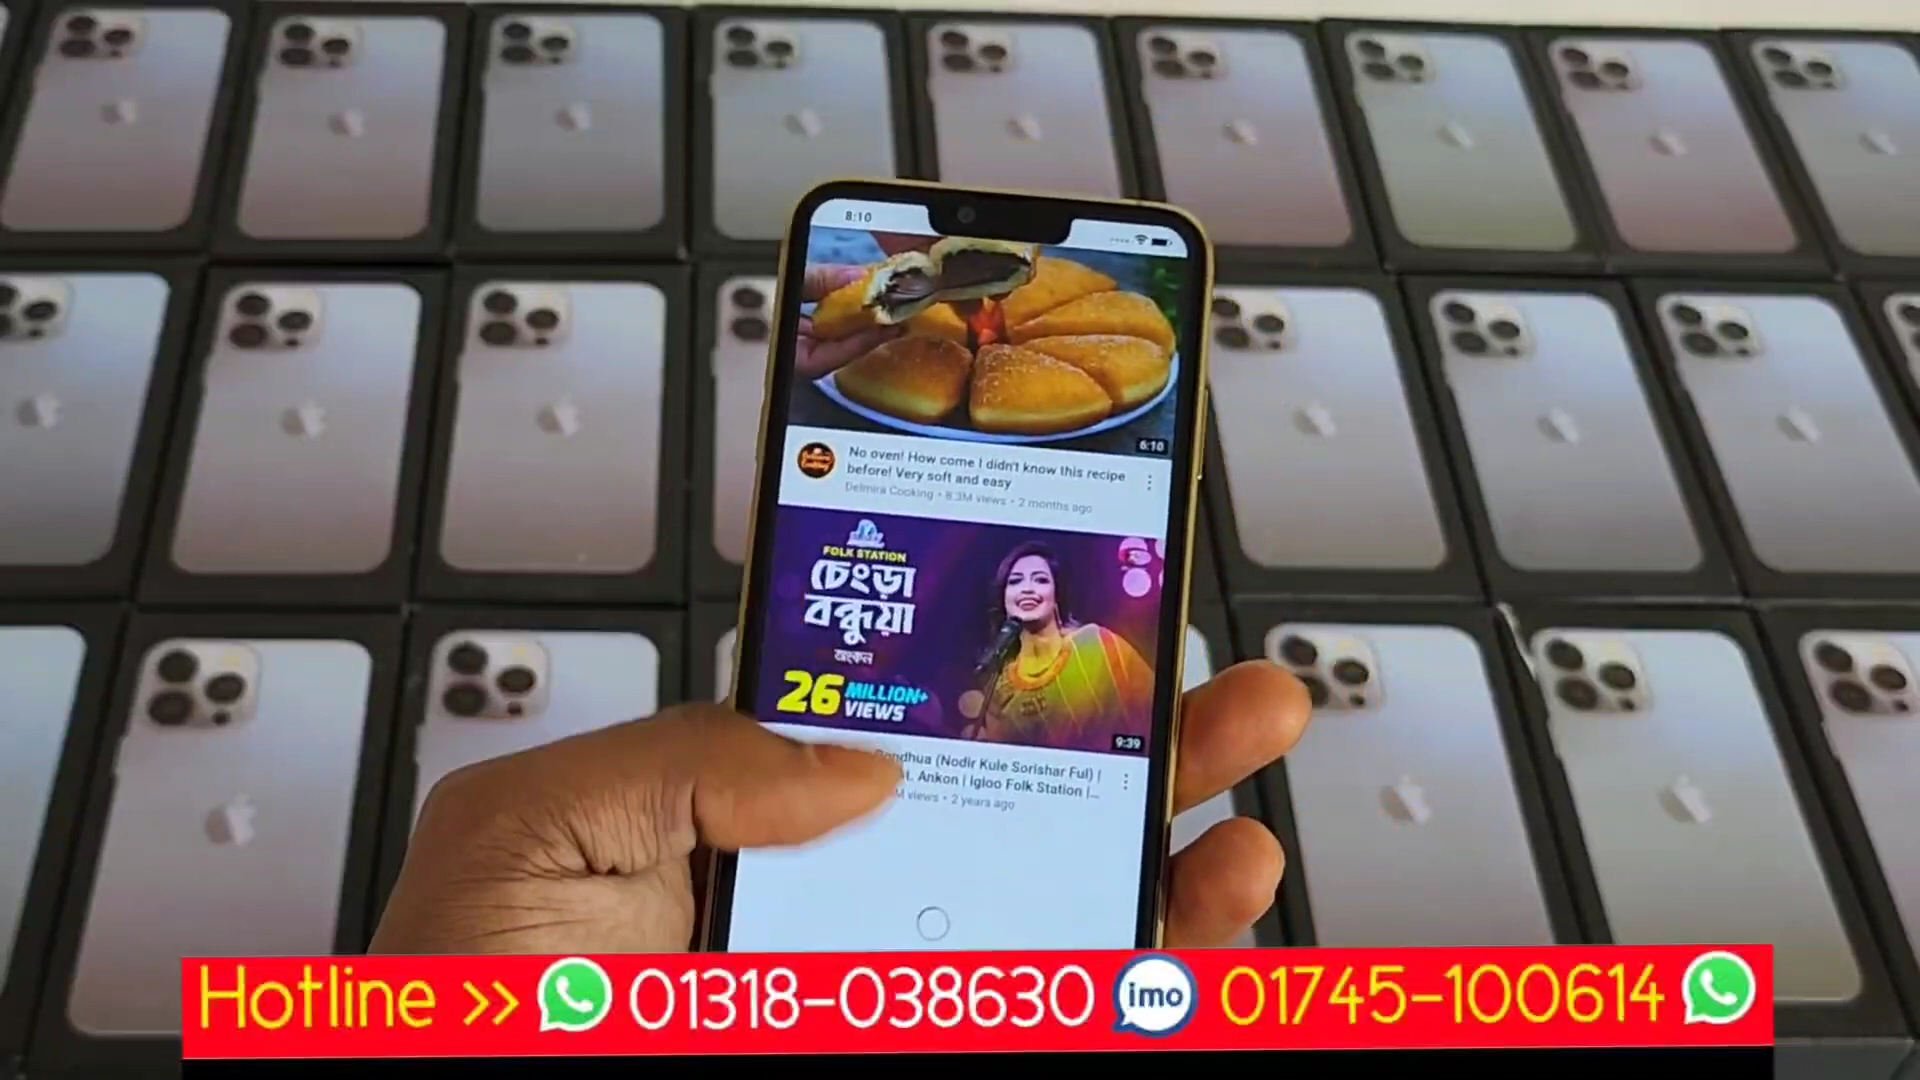 8:10
6:10
No oven! How come I didn't know this recipe
before! Very soft and easy
Delmira Cooking • 8.3M views • 2 months ago
FOLK STATION
চেংড়া
বন্ধুয়া
অংকন
26 MILLION+
VIEWS
9:39
(Nodir Kule Sorishar Ful) |
Ankon | Igloo Folk Station |...
M views • 2 years ago
Hotline >> 01318-038630 imo 01745-100614